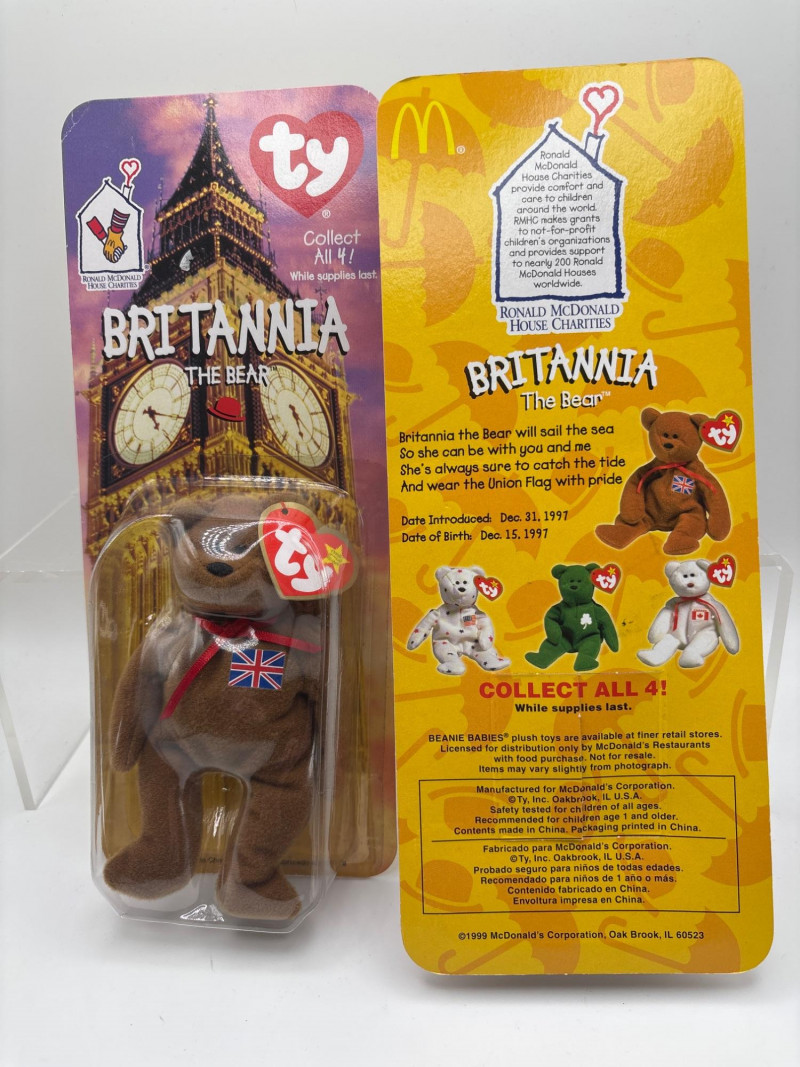 ty
®
Collect
All 4!
While supplies last.
RONALD MCDONALD
HOUSE CHARITIES
BRITANNIA
THE BEAR™
ty
M
®
Ronald
McDonald
House Charities
provide comfort and
care to children
around the world.
RMHC makes grants
to not-for-profit
children's organizations
and provides support
to nearly 200 Ronald
McDonald Houses
worldwide.
RONALD MCDONALD
HOUSE CHARITIES
BRITANNIA
The Bear™
Britannia the Bear will sail the sea
So she can be with you and me
She's always sure to catch the tide
And wear the Union Flag with pride
Date Introduced: Dec. 31, 1997
Date of Birth: Dec. 15, 1997
ty
ty
ty
ty
COLLECT ALL 4!
While supplies last.
BEANIE BABIES® plush toys are available at finer retail stores.
Licensed for distribution only by McDonald's Restaurants
with food purchase. Not for resale.
Items may vary slightly from photograph.
Manufactured for McDonald's Corporation.
©Ty, Inc. Oakbrook, IL U.S.A.
Safety tested for children of all ages.
Recommended for children age 1 and older.
Contents made in China. Packaging printed in China.
Fabricado para McDonald's Corporation.
©Ty, Inc. Oakbrook, IL U.S.A.
Probado seguro para niños de todas edades.
Recomendado para niños de 1 año o más.
Contenido fabricado en China.
Envoltura impresa en China.
©1999 McDonald's Corporation, Oak Brook, IL 60523